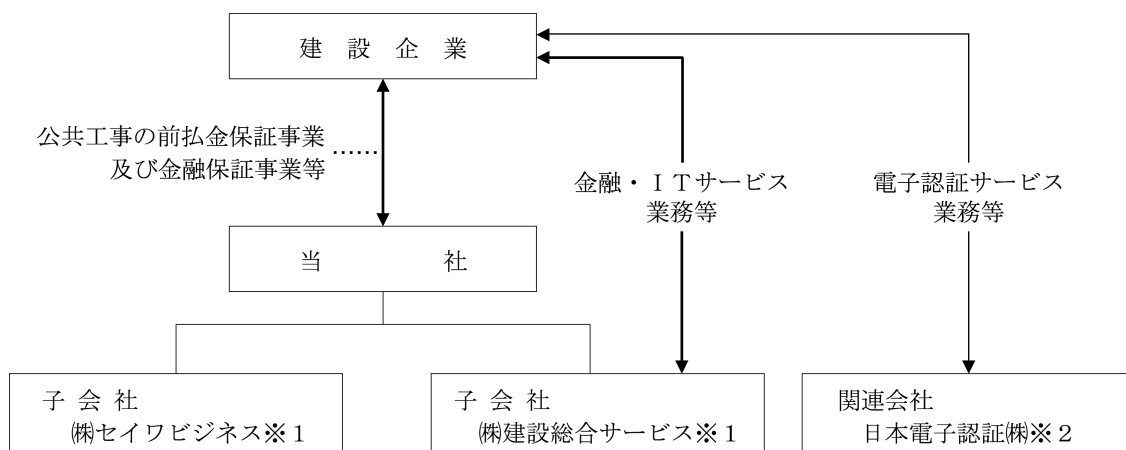 建設企業
公共工事の前払金保証事業
及び金融保証事業等
金融・ＩＴサービス
業務等
電子認証サービス
業務等
当社
子会社
㈱セイワビジネス※１
子会社
㈱建設総合サービス※１
関連会社
日本電子認証㈱※２